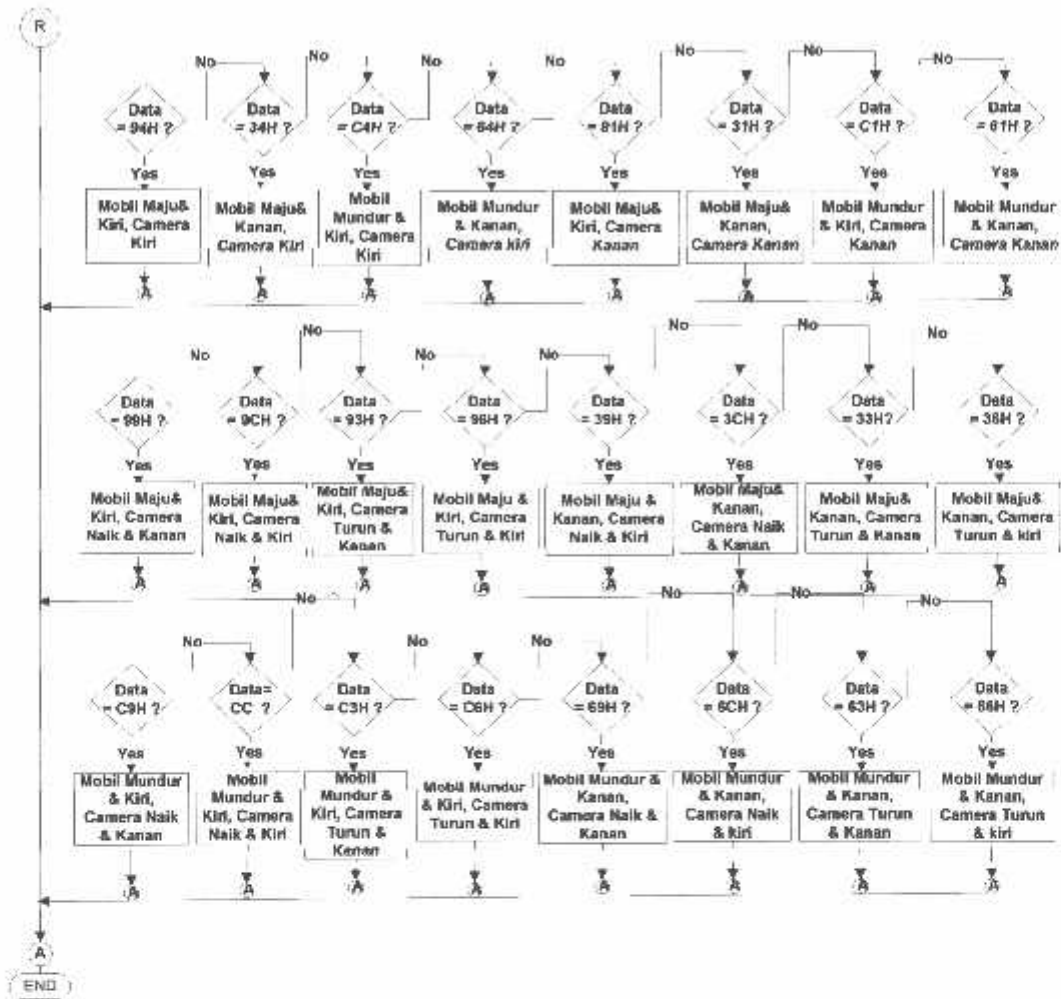 R
No
No
No
No
No
No
No
Data
= 94H ?
Data
= 34H ?
Data
= C4H ?
Data
= 64H ?
Data
= 91H ?
Data
= 31H ?
Data
= C1H ?
Data
= 61H ?
Yes
Yes
Yes
Yes
Yes
Yes
Yes
Yes
Mobil Maju&
Kiri, Camera
Kiri
Mobil Maju&
Kanan,
Camera Kiri
Mobil
Mundur &
Kiri, Camera
Kiri
Mobil Mundur
& Kanan,
Camera kiri
Mobil Maju&
Kiri, Camera
Kanan
Mobil Maju&
Kanan,
Camera Kanan
Mobil Mundur
& Kiri, Camera
Kanan
Mobil Mundur
& Kanan,
Camera Kanan
A
A
A
A
A
A
A
A
No
No
No
No
No
No
No
Data
= 99H ?
Data
= 9CH ?
Data
= 93H ?
Data
= 96H ?
Data
= 39H ?
Data
= 3CH ?
Data
= 33H?
Data
= 36H ?
Yes
Yes
Yes
Yes
Yes
Yes
Yes
Yes
Mobil Maju&
Kiri, Camera
Naik & Kanan
Mobil Maju&
Kiri, Camera
Naik & Kiri
Mobil Maju&
Kiri, Camera
Turun &
Kanan
Mobil Maju &
Kiri, Camera
Turun & Kiri
Mobil Maju &
Kanan, Camera
Naik & Kiri
Mobil Maju&
Kanan,
Camera Naik
& Kanan
Mobil Maju&
Kanan, Camera
Turun & Kanan
Mobil Maju&
Kanan, Camera
Turun & kiri
A
A
A
A
A
A
A
A
No
No
No
No
No
No
No
Data
= C9H ?
Data=
CC ?
Data
= C3H ?
Data
= C6H ?
Data
= 69H ?
Data
= 6CH ?
Data
= 63H ?
Data
= 66H ?
Yes
Yes
Yes
Yes
Yes
Yes
Yes
Yes
Mobil Mundur
& Kiri,
Camera Naik
& Kanan
Mobil
Mundur &
Kiri, Camera
Naik & Kiri
Mobil
Mundur &
Kiri, Camera
Turun &
Kanan
Mobil Mundur
& Kiri, Camera
Turun & Kiri
Mobil Mundur &
Kanan,
Camera Naik &
Kanan
Mobil Mundur
& Kanan,
Camera Naik
& kiri
Mobil Mundur
& Kanan,
Camera Turun
& Kanan
Mobil Mundur
& Kanan,
Camera Turun
& kiri
A
A
A
A
A
A
A
A
A
END